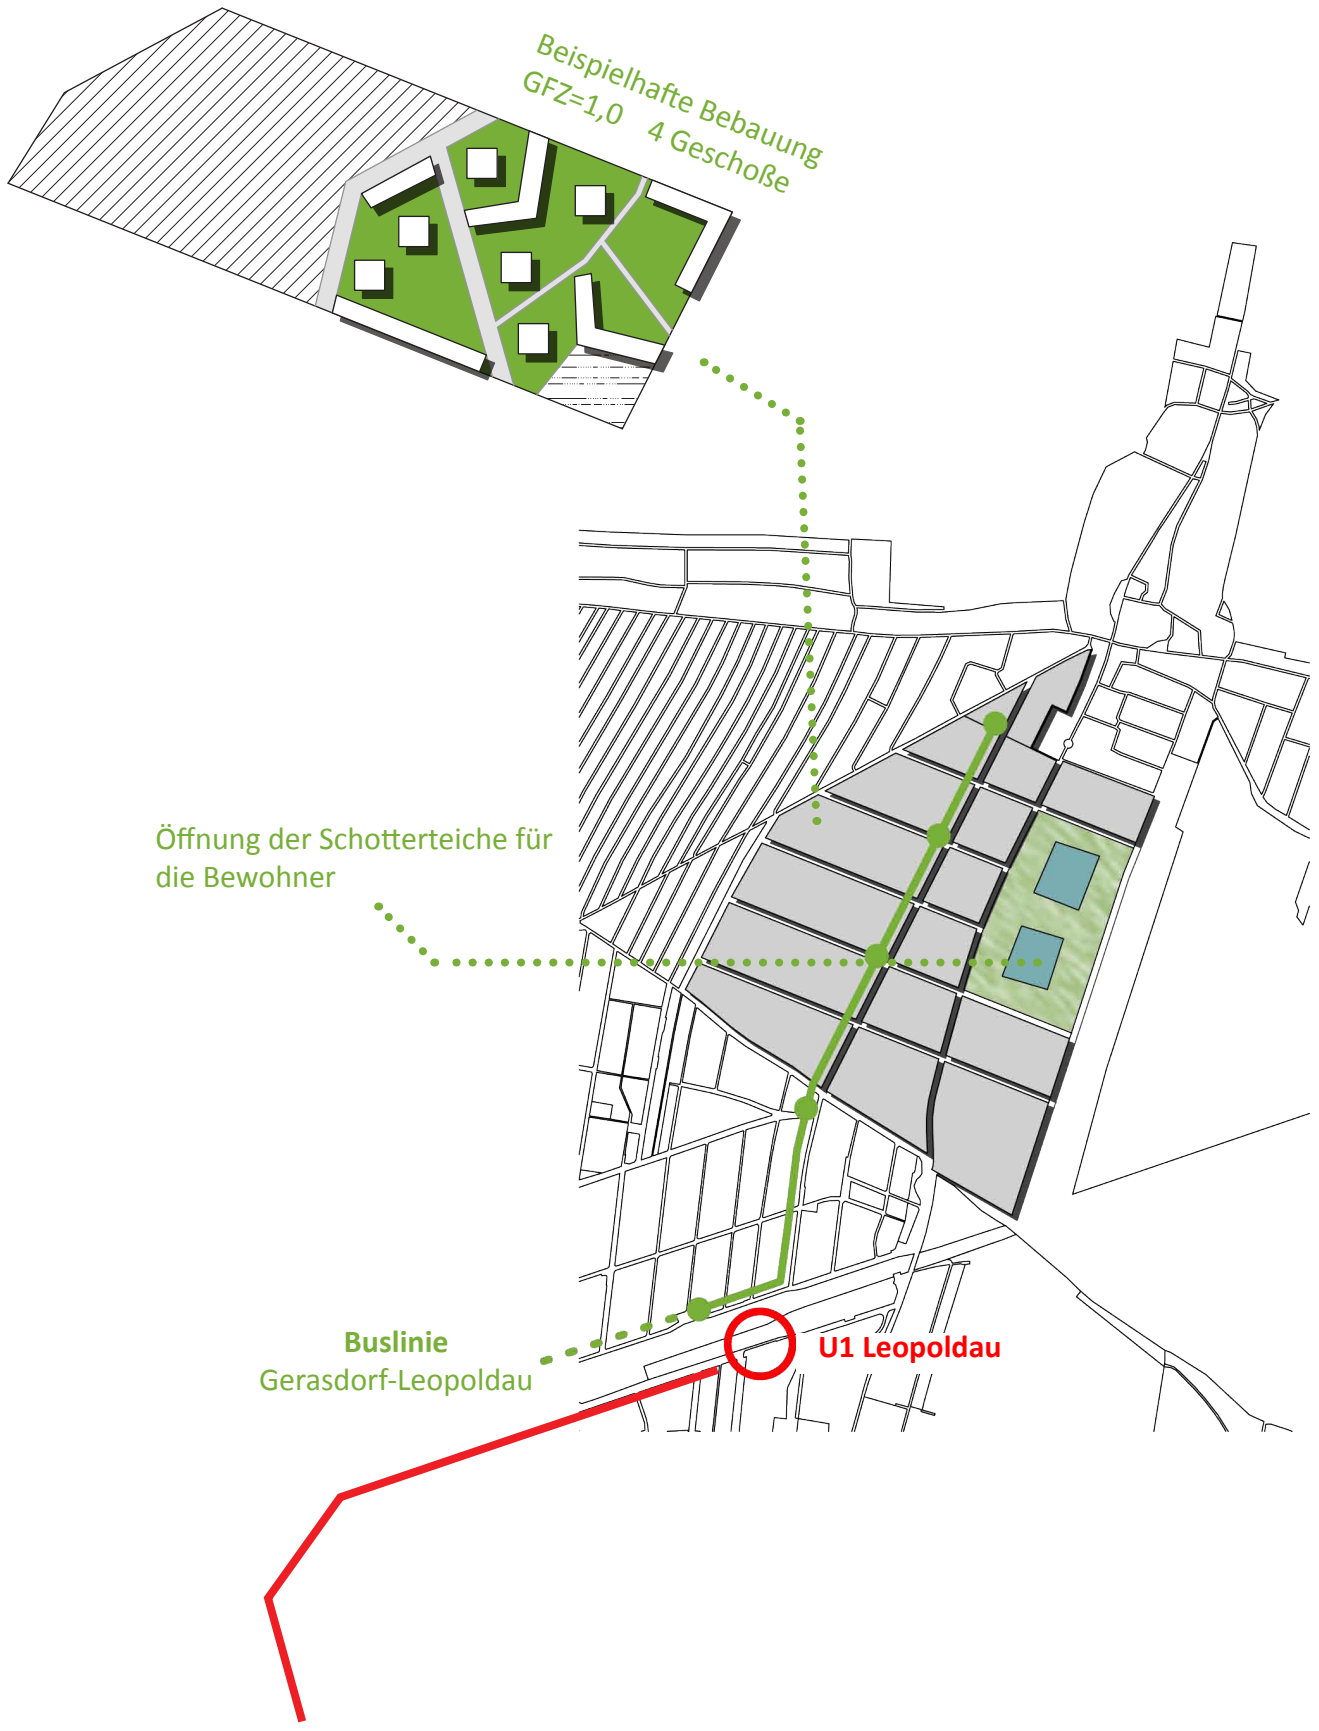 Beispielhafte Bebauung
GFZ=1,0 4 Geschoße
Öffnung der Schotterteiche für
die Bewohner
Buslinie
Gerasdorf-Leopoldau
U1 Leopoldau